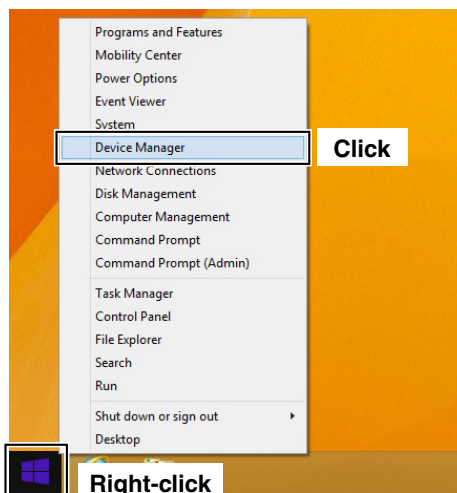 Programs and Features
Mobility Center
Power Options
Event Viewer
System
Device Manager
Click
Network Connections
Disk Management
Computer Management
Command Prompt
Command Prompt (Admin)
Task Manager
Control Panel
File Explorer
Search
Run
Shut down or sign out
Desktop
Right-click